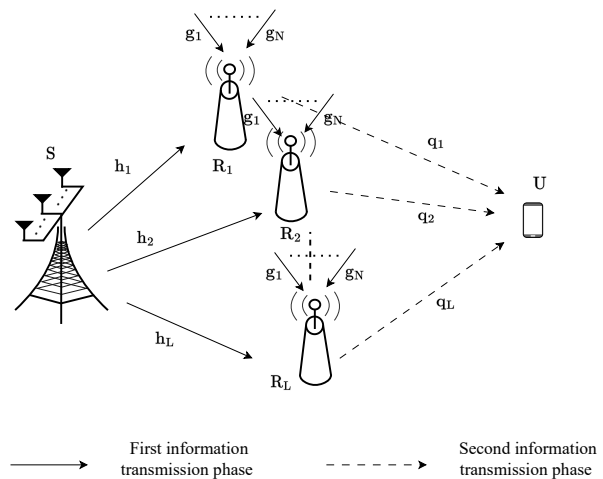 g1 gN
S
h1
R1
g1 gN
q1
U
h2
R2
q2
g1 gN
hL
RL
qL
First information
transmission phase
Second information
transmission phase